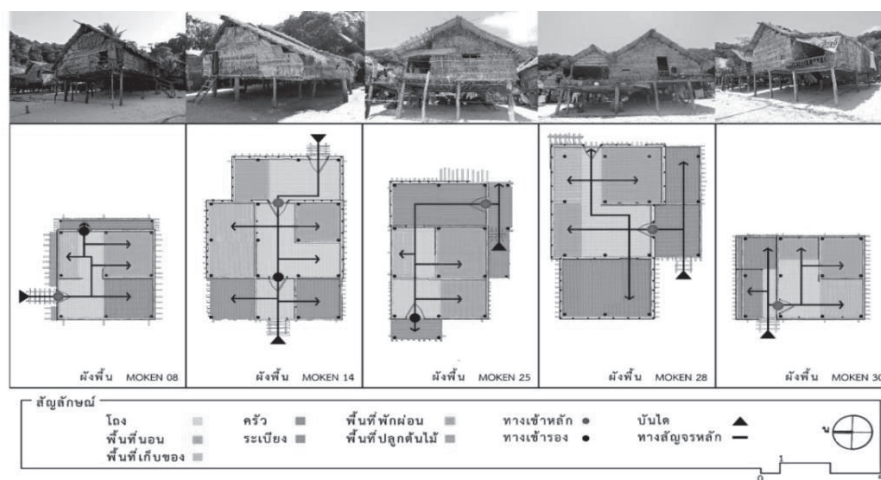 ผังพื้น MOKEN 08
ผังพื้น MOKEN 14
ผังพื้น MOKEN 25
ผังพื้น MOKEN 28
ผังพื้น MOKEN 30
สัญลักษณ์
โถง ครัว พื้นที่พักผ่อน ทางเข้าหลัก บันได
พื้นที่นอน ระเบียง พื้นที่ปลูกต้นไม้ ทางเข้ารอง ทางสัญจรหลัก
พื้นที่เก็บของ
น
1
0